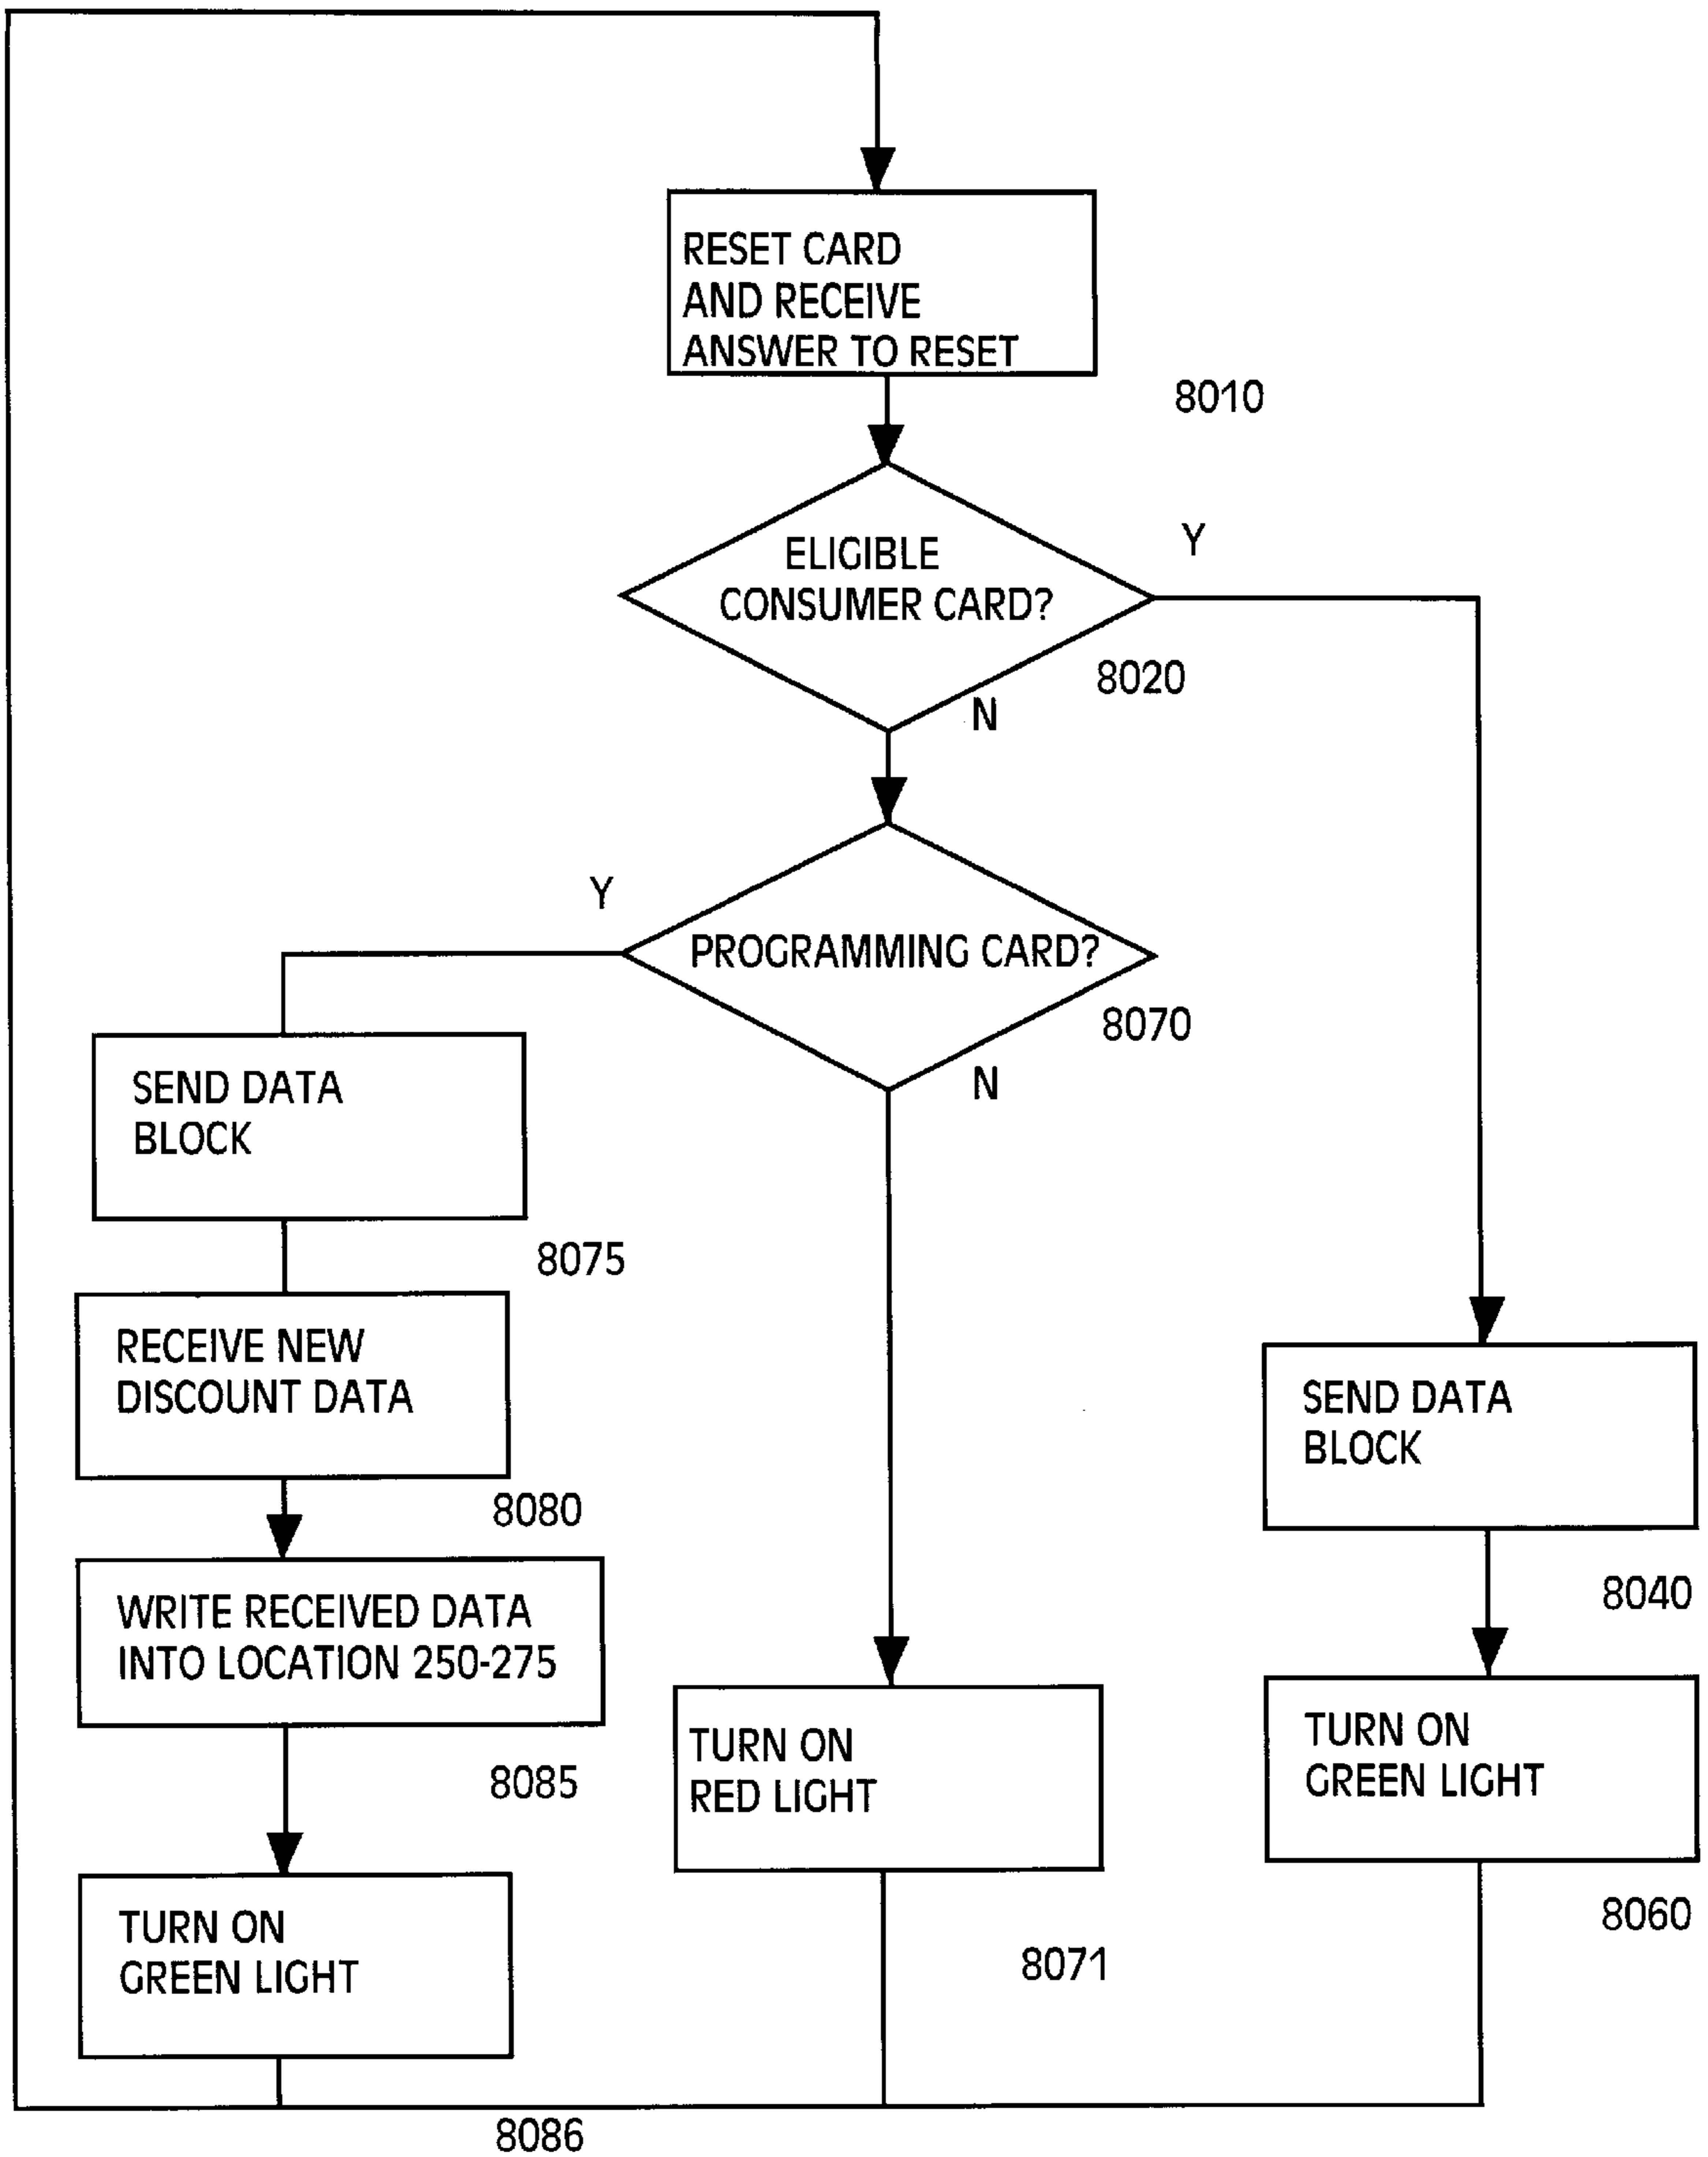 RESET CARD
AND RECEIVE
ANSWER TO RESET
8010
ELIGIBLE
CONSUMER CARD?
Y
8020
N
PROGRAMMING CARD?
Y
8070
N
SEND DATA
BLOCK
8075
RECEIVE NEW
DISCOUNT DATA
8080
WRITE RECEIVED DATA
INTO LOCATION 250-275
8085
TURN ON
GREEN LIGHT
8086
TURN ON
RED LIGHT
8071
SEND DATA
BLOCK
8040
TURN ON
GREEN LIGHT
8060